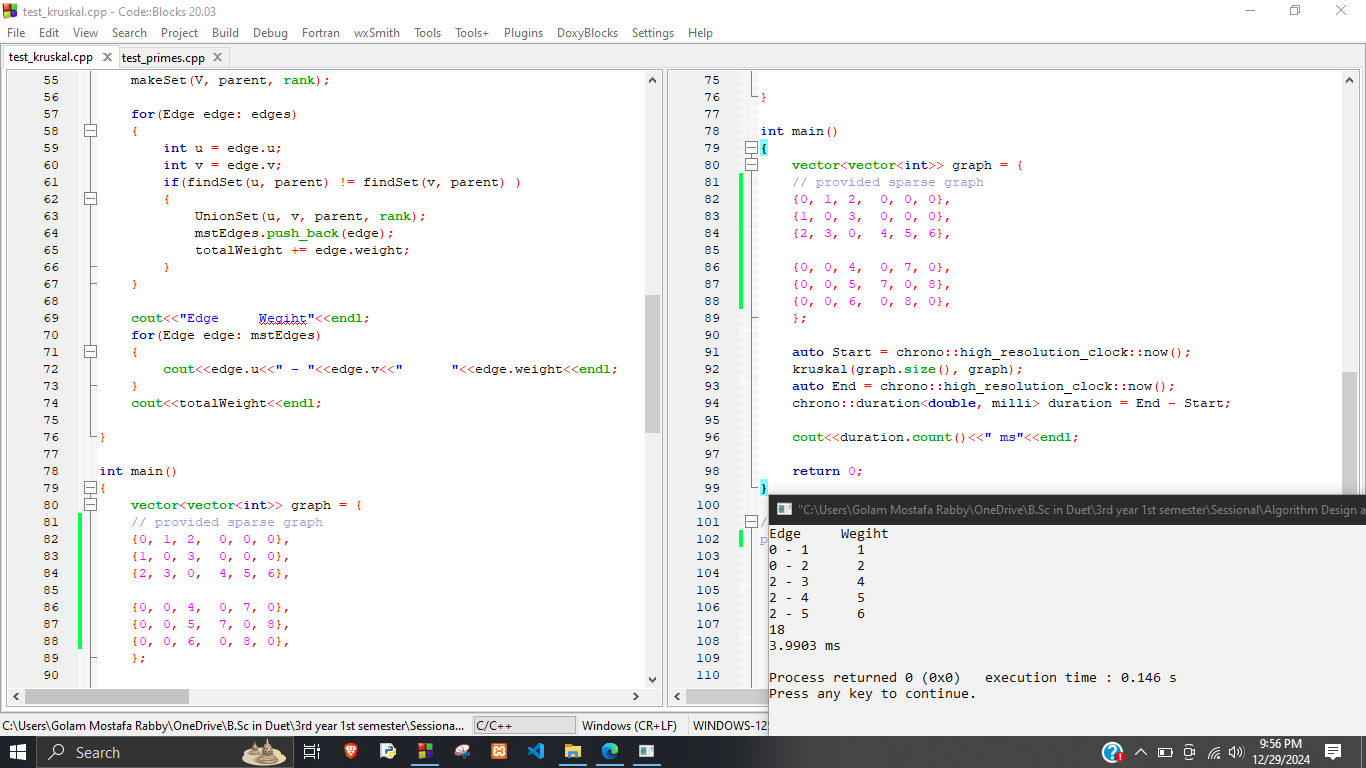 test_kruskal.cpp - Code::Blocks 20.03
File Edit View Search Project Build Debug Fortran wxSmith Tools Tools+ Plugins DoxyBlocks Settings Help
test_kruskal.cpp test_primes.cpp
55 makeSet(V, parent, rank);
56
57 for(Edge edge: edges)
58 {
59 int u = edge.u;
60 int v = edge.v;
61 if(findSet(u, parent) != findSet(v, parent) )
62 {
63 UnionSet(u, v, parent, rank);
64 mstEdges.push_back(edge);
65 totalWeight += edge.weight;
66 }
67 }
68
69 cout<<"Edge     Wegiht"<<endl;
70 for(Edge edge: mstEdges)
71 {
72 cout<<edge.u<<" - "<<edge.v<<"      "<<edge.weight<<endl;
73 }
74 cout<<totalWeight<<endl;
75
76 }
77
78 int main()
79 {
80 vector<vector<int>> graph = {
81 // provided sparse graph
82 {0, 1, 2,  0, 0, 0},
83 {1, 0, 3,  0, 0, 0},
84 {2, 3, 0,  4, 5, 6},
85
86 {0, 0, 4,  0, 7, 0},
87 {0, 0, 5,  7, 0, 8},
88 {0, 0, 6,  0, 8, 0},
89 };
90
75
76 }
77
78 int main()
79 {
80 vector<vector<int>> graph = {
81 // provided sparse graph
82 {0, 1, 2,  0, 0, 0},
83 {1, 0, 3,  0, 0, 0},
84 {2, 3, 0,  4, 5, 6},
85
86 {0, 0, 4,  0, 7, 0},
87 {0, 0, 5,  7, 0, 8},
88 {0, 0, 6,  0, 8, 0},
89 };
90
91 auto Start = chrono::high_resolution_clock::now();
92 kruskal(graph.size(), graph);
93 auto End = chrono::high_resolution_clock::now();
94 chrono::duration<double, milli> duration = End - Start;
95
96 cout<<duration.count()<<" ms"<<endl;
97
98 return 0;
99 }
100
101 /
102 p
103
104
105
106
107
108
109
110
"C:\Users\Golam Mostafa Rabby\OneDrive\B.Sc in Duet\3rd year 1st semester\Sessional\Algorithm Design a
Edge     Wegiht
0 - 1      1
0 - 2      2
2 - 3      4
2 - 4      5
2 - 5      6
18
3.9903 ms
Process returned 0 (0x0)   execution time : 0.146 s
Press any key to continue.
C:\Users\Golam Mostafa Rabby\OneDrive\B.Sc in Duet\3rd year 1st semester\Sessiona... C/C++ Windows (CR+LF) WINDOWS-125
Search
9:56 PM
12/29/2024